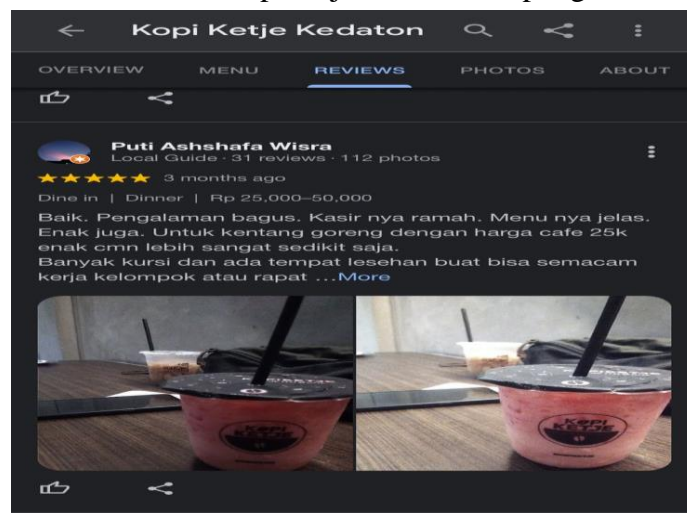 Kopi Ketje Kedaton
OVERVIEW MENU REVIEWS PHOTOS ABOUT
Puti Ashshafa Wisra
Local Guide · 31 reviews · 112 photos
3 months ago
Dine in | Dinner | Rp 25,000–50,000
Baik. Pengalaman bagus. Kasir nya ramah. Menu nya jelas.
Enak juga. Untuk kentang goreng dengan harga cafe 25k
enak cmn lebih sangat sedikit saja.
Banyak kursi dan ada tempat lesehan buat bisa semacam
kerja kelompok atau rapat ...More
KOPI
KETJE
KOPI
KETJE